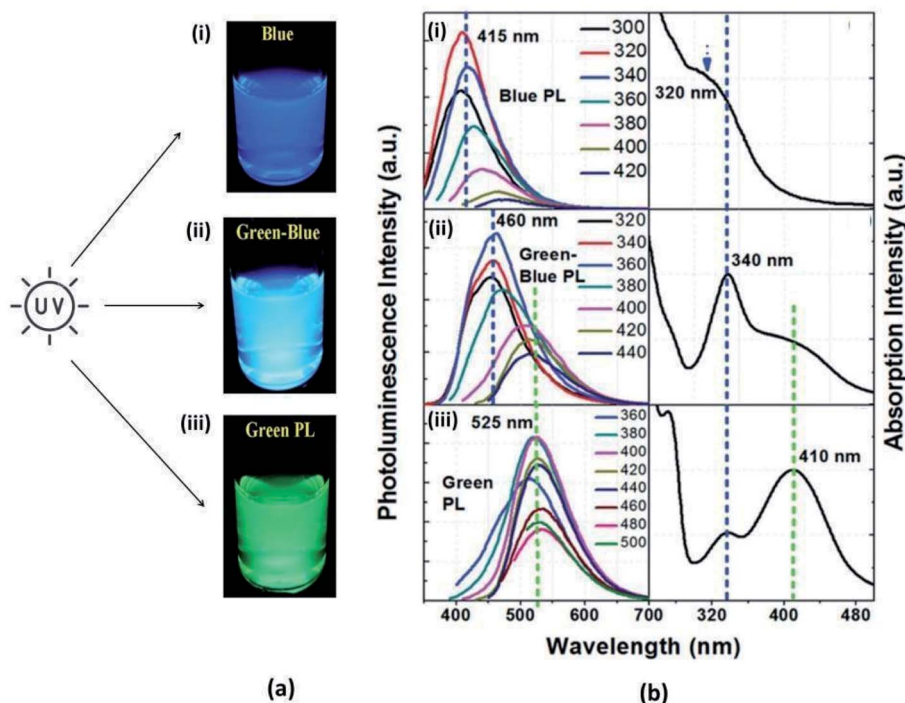 (i)
Blue
(ii)
Green-Blue
UV
(iii)
Green PL
(a)
Photoluminescence Intensity (a.u.)
(i)
415 nm
Blue PL
300
320
340
360
380
400
420
320 nm
(ii)
460 nm
Green-
Blue PL
320
340
360
380
400
420
440
340 nm
(iii)
525 nm
Green
PL
360
380
400
420
440
460
480
500
410 nm
400
500
600
700
320
400
480
Wavelength (nm)
Absorption Intensity (a.u.)
(b)